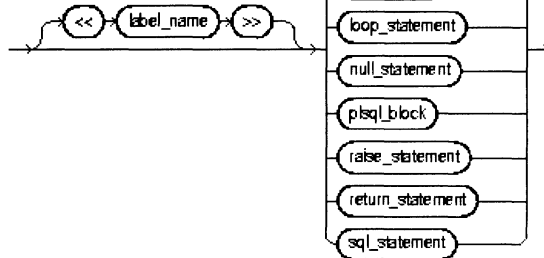 << label_name >>
loop_statement
null_statement
plsql_block
raise_statement
return_statement
sql_statement